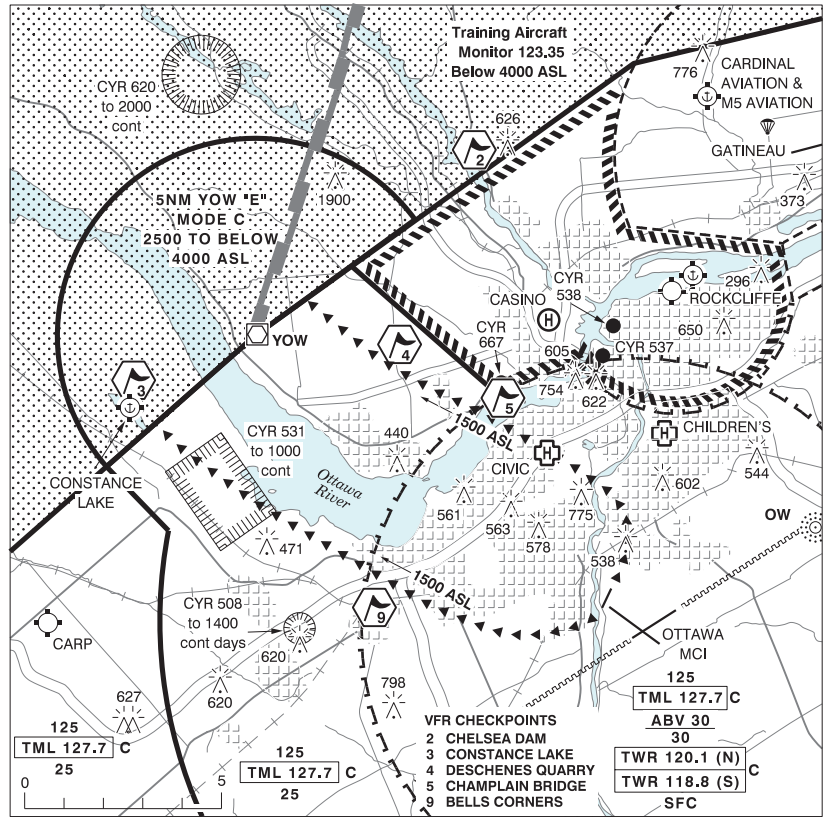 Training Aircraft
Monitor 123.35
Below 4000 ASL
776
CARDINAL
AVIATION &
M5 AVIATION
CYR 620
to 2000
cont
626
2
GATINEAU
1900
373
5NM YOW "E"
MODE C
2500 TO BELOW
4000 ASL
CYR
538
296
CASINO
H
ROCKCLIFFE
YOW
CYR
667
650
4
605
CYR 537
3
754
622
5
1500 ASL
CHILDREN'S
H
CYR 531
to 1000
cont
440
CIVIC
H
544
CONSTANCE
LAKE
Ottawa
River
602
561
563
775
OW
578
471
538
1500 ASL
CYR 508
to 1400
cont days
9
620
CARP
OTTAWA
MCI
620
798
627
125
TML 127.7 C
25
125
TML 127.7 C
25
VFR CHECKPOINTS
2 CHELSEA DAM
3 CONSTANCE LAKE
4 DESCHENES QUARRY
5 CHAMPLAIN BRIDGE
9 BELLS CORNERS
125
TML 127.7 C
ABV 30
30
TWR 120.1 (N)
C
TWR 118.8 (S)
SFC
0 5